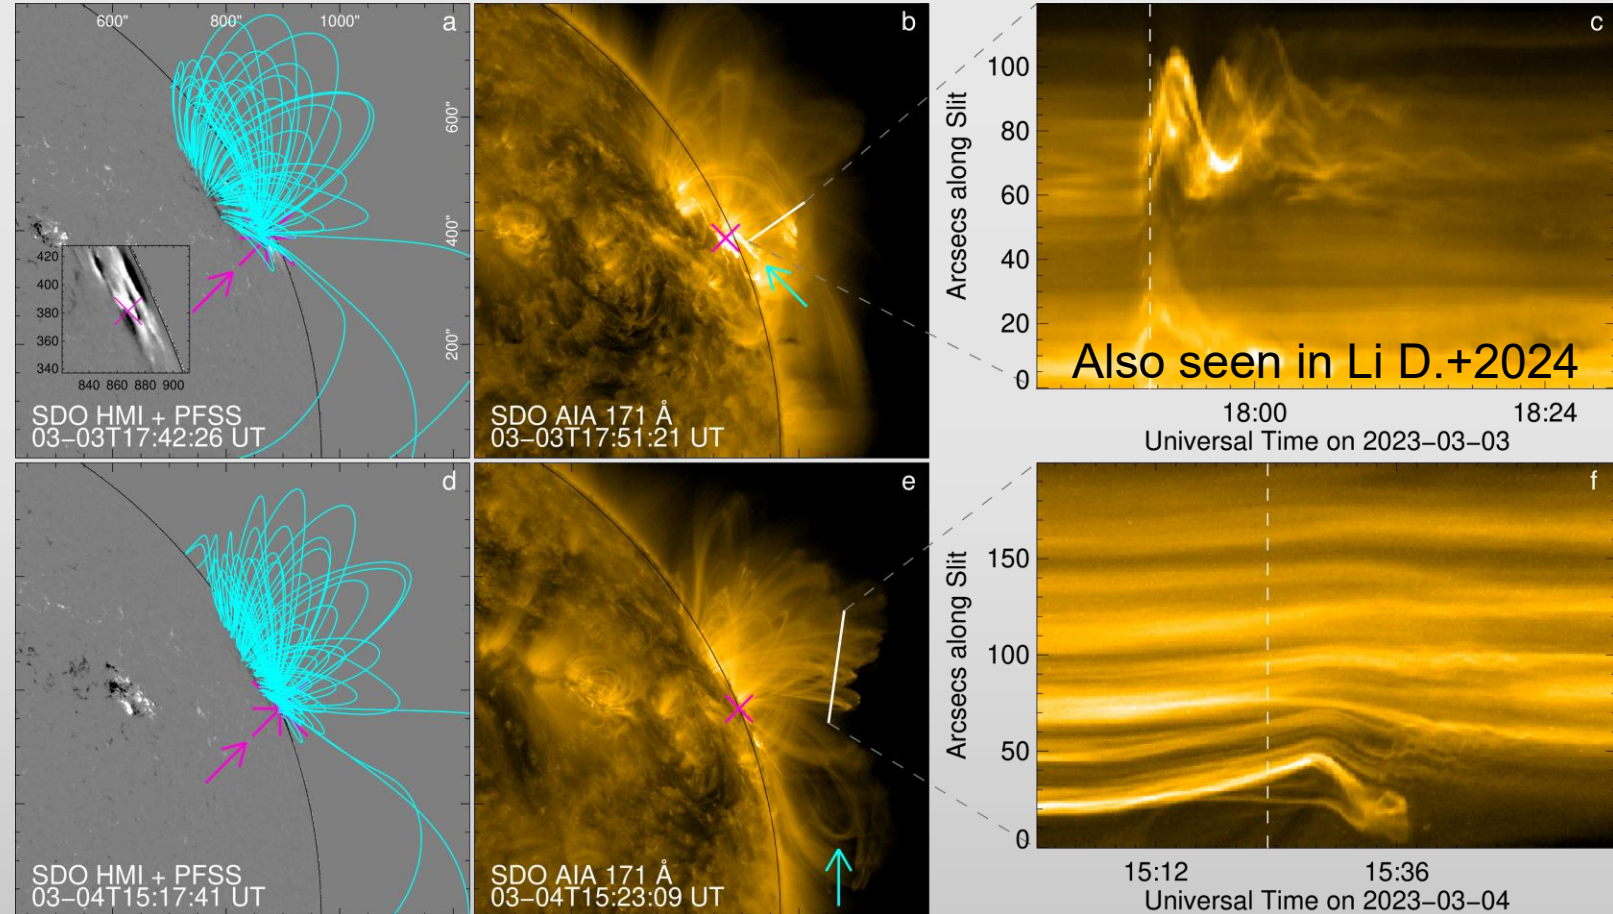 600" 800" 1000" a
600"
400"
200"
420
400
380
360
340
840 860 880 900
SDO HMI + PFSS
03−03T17:42:26 UT
b
SDO AIA 171 Å
03−03T17:51:21 UT
c
Arcsecs along Slit
100
80
60
40
20
0
Also seen in Li D.+2024
18:00 18:24
Universal Time on 2023−03−03
d
SDO HMI + PFSS
03−04T15:17:41 UT
e
SDO AIA 171 Å
03−04T15:23:09 UT
f
Arcsecs along Slit
150
100
50
0
15:12 15:36
Universal Time on 2023−03−04